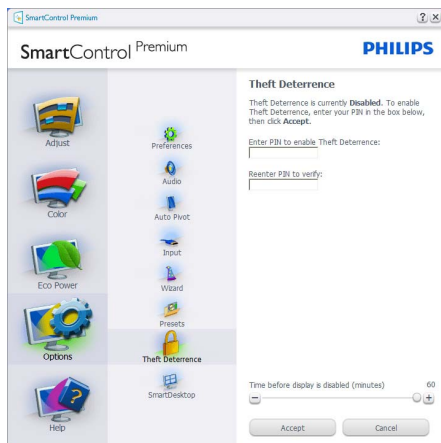 SmartControl Premium
SmartControl Premium
PHILIPS
Adjust
Color
Eco Power
Options
Help
Preferences
Audio
Auto Pivot
Input
Wizard
Presets
Theft Deterrence
SmartDesktop
Theft Deterrence
Theft Deterrence is currently Disabled. To enable
Theft Deterrence, enter your PIN in the box below,
then click Accept.
Enter PIN to enable Theft Deterrence:
Reenter PIN to verify:
Time before display is disabled (minutes) 60
Accept Cancel